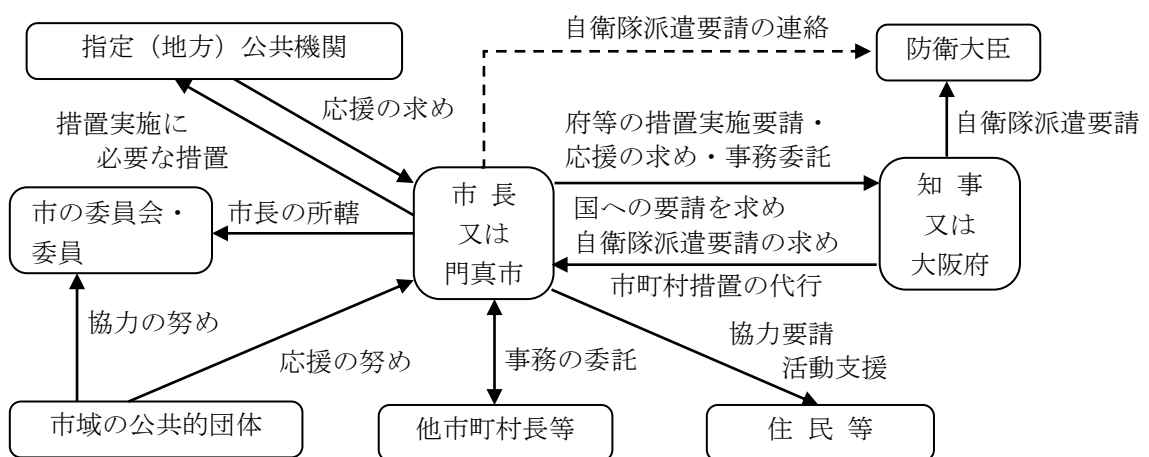 自衛隊派遣要請の連絡
指定（地方）公共機関
防衛大臣
応援の求め
措置実施に
必要な措置
府等の措置実施要請・
応援の求め・事務委託
自衛隊派遣要請
市の委員会・
委員
市長の所轄
市 長
又は
門真市
国への要請を求め
自衛隊派遣要請の求め
知 事
又は
大阪府
市町村措置の代行
協力の努め
応援の努め
事務の委託
協力要請
活動支援
市域の公共的団体
他市町村長等
住 民 等